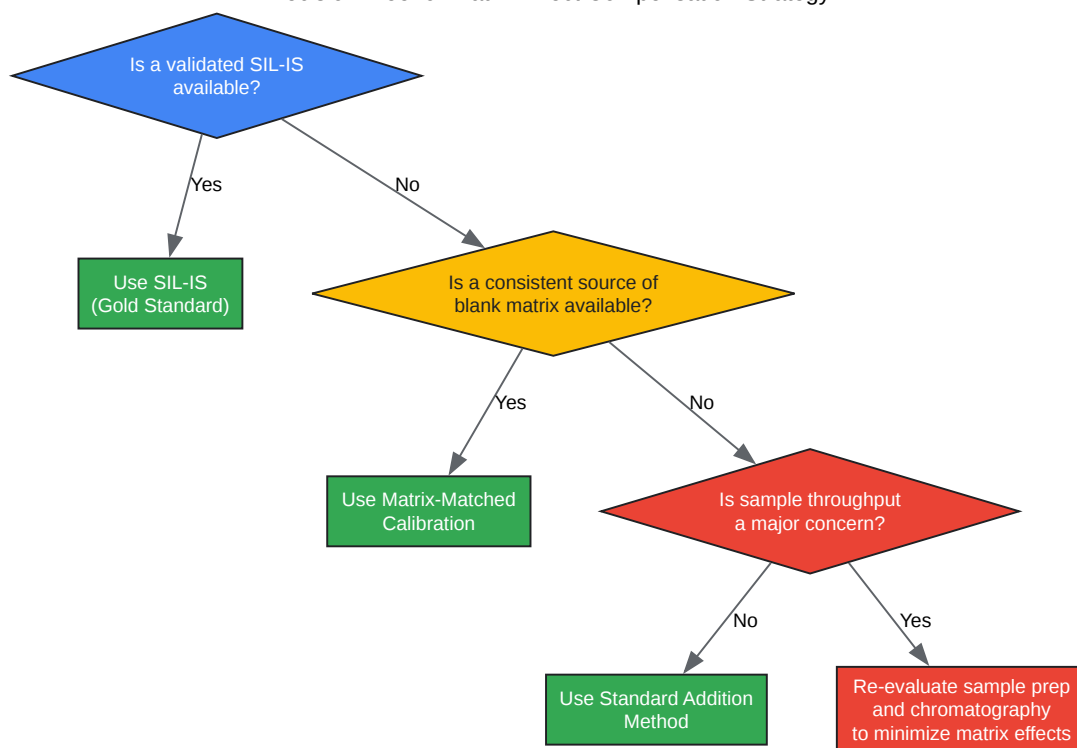 Is a validated SIL-IS
available?
Yes
No
Use SIL-IS
(Gold Standard)
Is a consistent source of
blank matrix available?
Yes
No
Use Matrix-Matched
Calibration
Is sample throughput
a major concern?
No
Yes
Use Standard Addition
Method
Re-evaluate sample prep
and chromatography
to minimize matrix effects